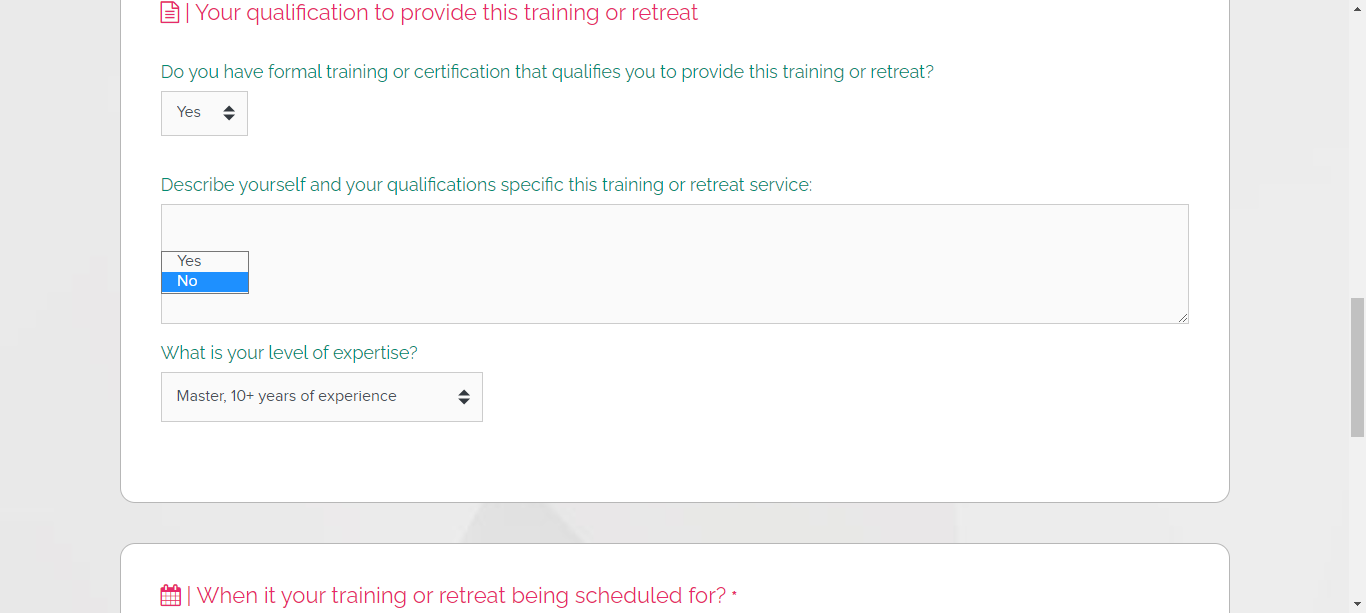 | Your qualification to provide this training or retreat
Do you have formal training or certification that qualifies you to provide this training or retreat?
Yes
Describe yourself and your qualifications specific this training or retreat service:
Yes
No
What is your level of expertise?
Master, 10+ years of experience
| When it your training or retreat being scheduled for? *